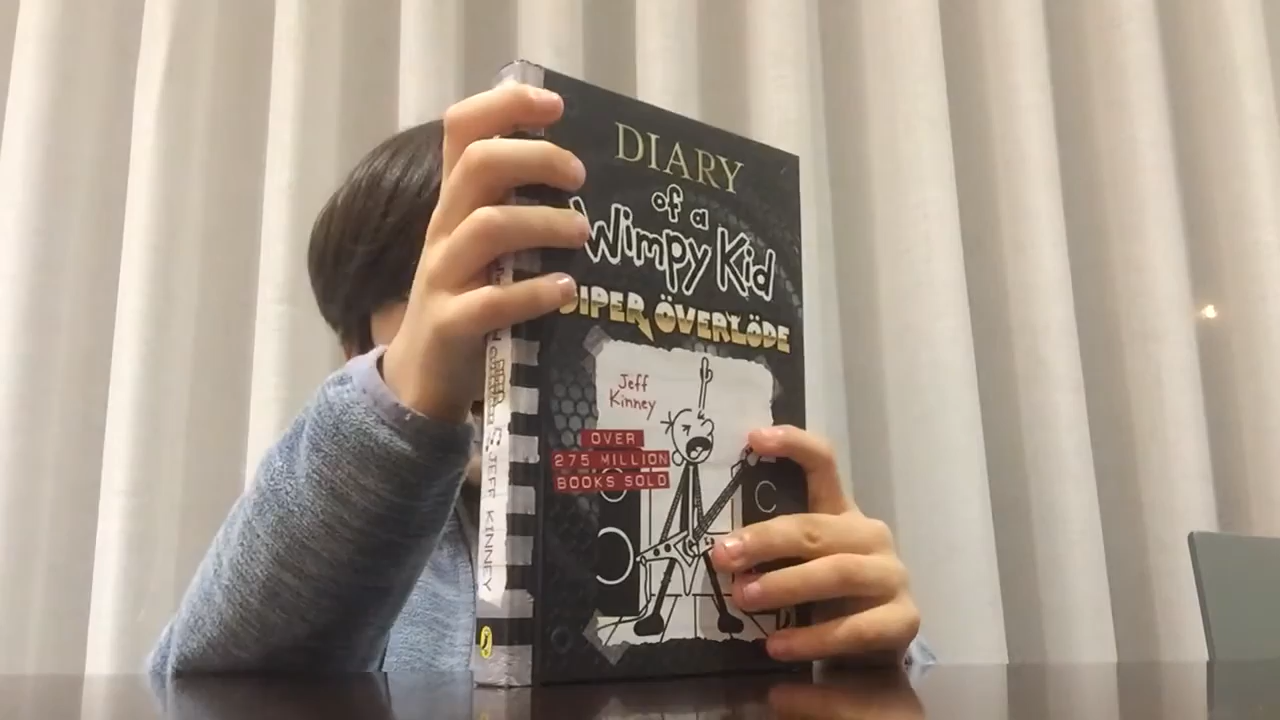 DIARY
of a
Wimpy Kid
DIPER ÖVERLÖDE
Jeff
Kinney
OVER
275 MILLION
BOOKS SOLD
JEFF KINNEY